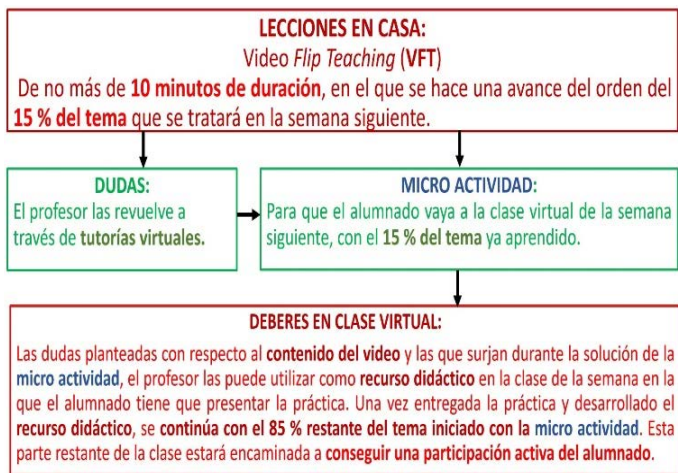 LECCIONES EN CASA:
Video Flip Teaching (VFT)
De no más de 10 minutos de duración, en el que se hace una avance del orden del
15 % del tema que se tratará en la semana siguiente.
DUDAS:
El profesor las revuelve a
través de tutorías virtuales.
MICRO ACTIVIDAD:
Para que el alumnado vaya a la clase virtual de la semana
siguiente, con el 15 % del tema ya aprendido.
DEBERES EN CLASE VIRTUAL:
Las dudas planteadas con respecto al contenido del video y las que surjan durante la solución de la
micro actividad, el profesor las puede utilizar como recurso didáctico en la clase de la semana en la
que el alumnado tiene que presentar la práctica. Una vez entregada la práctica y desarrollado el
recurso didáctico, se continúa con el 85 % restante del tema iniciado con la micro actividad. Esta
parte restante de la clase estará encaminada a conseguir una participación activa del alumnado.